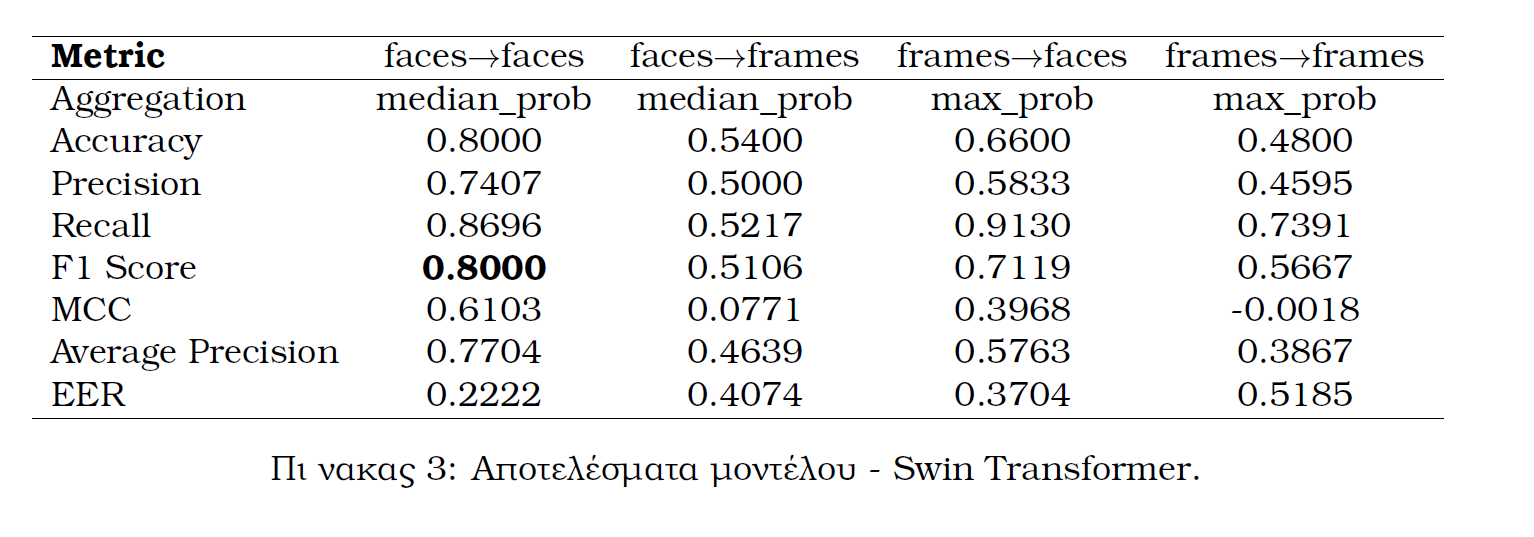 Metric faces→faces faces→frames frames→faces frames→frames
Aggregation median_prob median_prob max_prob max_prob
Accuracy 0.8000 0.5400 0.6600 0.4800
Precision 0.7407 0.5000 0.5833 0.4595
Recall 0.8696 0.5217 0.9130 0.7391
F1 Score 0.8000 0.5106 0.7119 0.5667
MCC 0.6103 0.0771 0.3968 -0.0018
Average Precision 0.7704 0.4639 0.5763 0.3867
EER 0.2222 0.4074 0.3704 0.5185
Πι νακας 3: Αποτελέσματα μοντέλου - Swin Transformer.